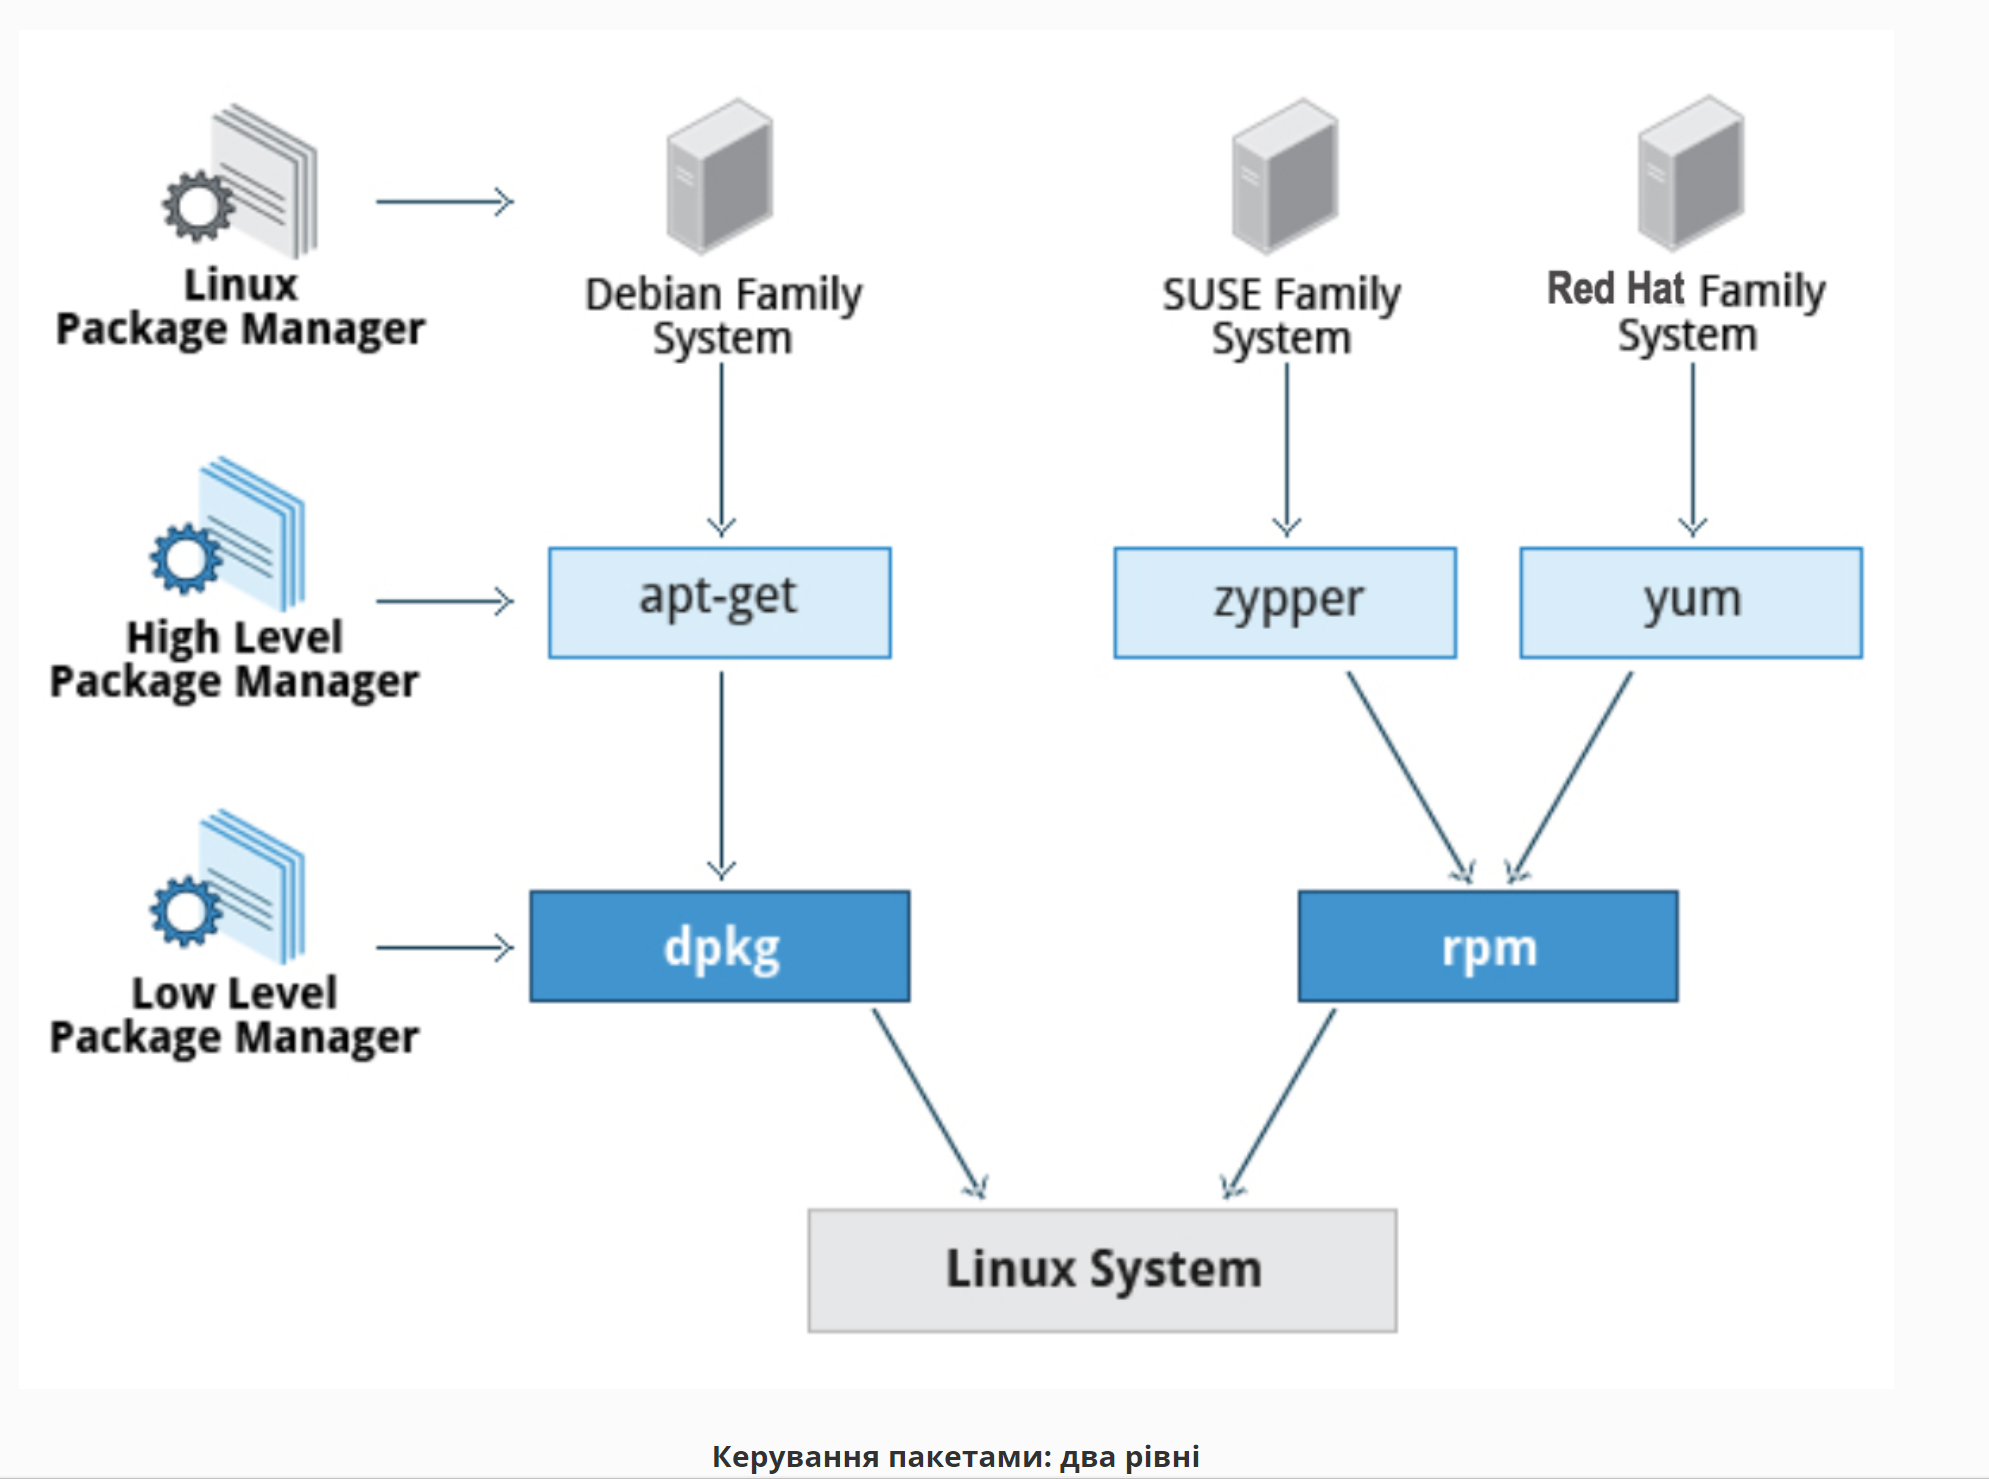 Linux
Package Manager
Debian Family
System
SUSE Family
System
Red Hat Family
System
High Level
Package Manager
apt-get
zypper
yum
Low Level
Package Manager
dpkg
rpm
Linux System
Керування пакетами: два рівні